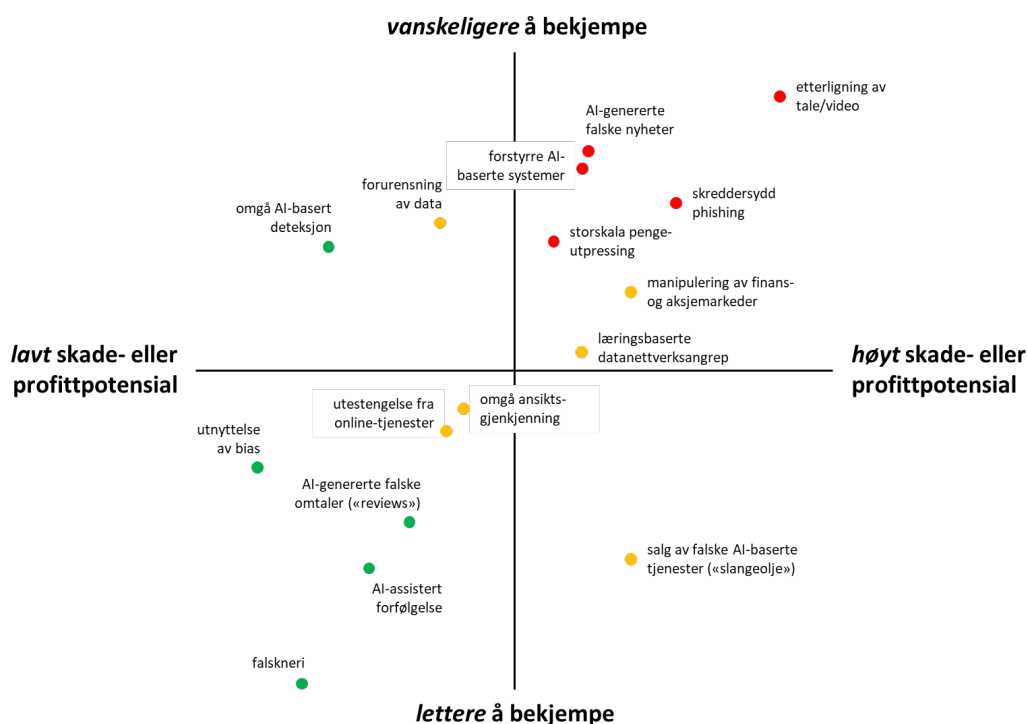 vanskeligere å bekjempe
etterligning av
tale/video
AI-genererte
falske nyheter
forstyrre AI-
baserte systemer
forurensning
av data
skreddersydd
phishing
omgå AI-basert
deteksjon
storskala penge-
utpressing
manipulering av finans-
og aksjemarkeder
læringsbaserte
datanettverksangrep
lavt skade- eller
profittpotensial
høyt skade- eller
profittpotensial
utestengelse fra
online-tjenester
omgå ansikts-
gjenkjenning
utnyttelse
av bias
AI-genererte falske
omtaler («reviews»)
salg av falske AI-baserte
tjenester («slangeolje»)
AI-assistert
forfølgelse
falskneri
lettere å bekjempe